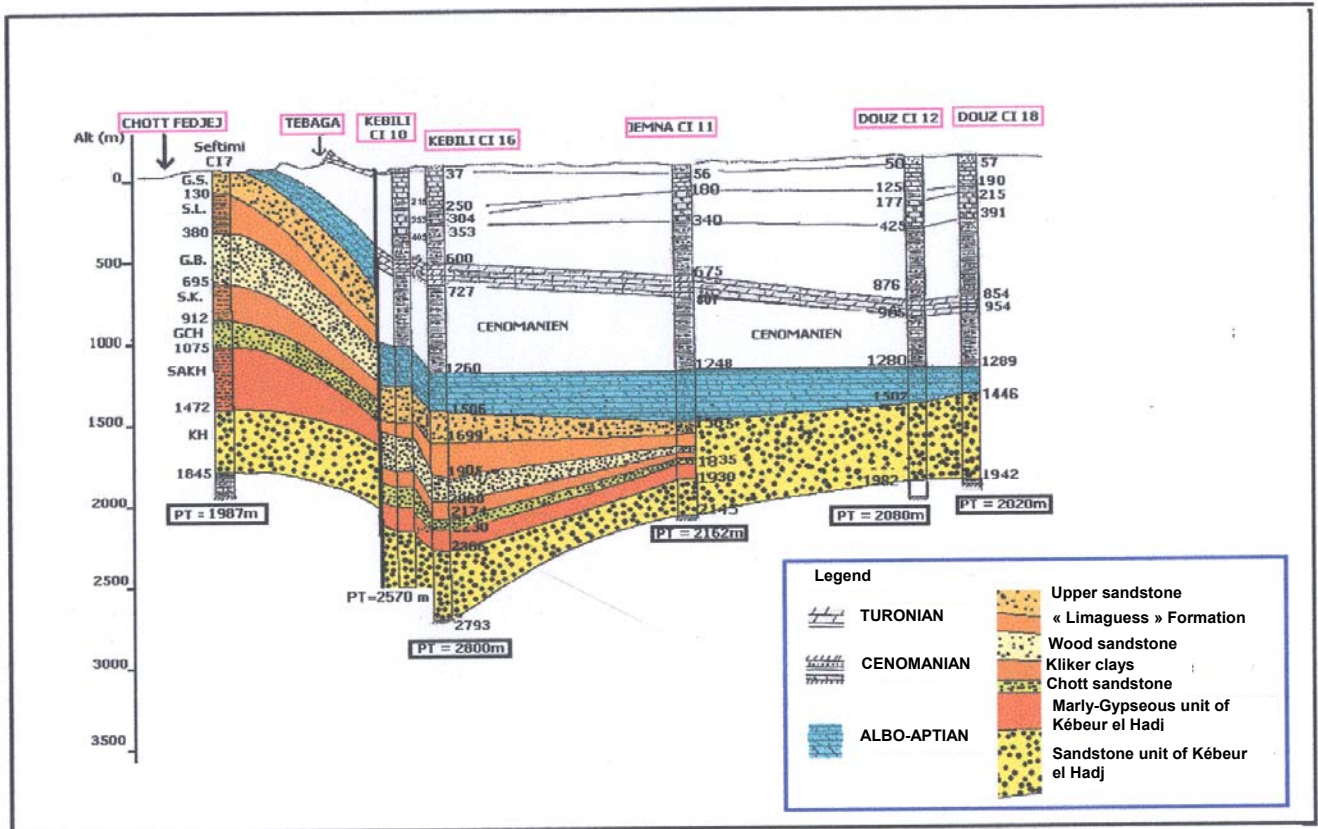 CHOTT FEDJEJ
TEBAGA
KEBILI
CI 10
KEBILI CI 16
JEMNA CI 11
DOUZ CI 12
DOUZ CI 18
Alt (m)
Seftimi
CI7
0
500
1000
1500
2000
2500
3000
3500
G.S.
130
S.L.
380
G.B.
695
S.K.
912
GCH
1075
SAKH
1472
KH
1845
PT = 1987m
PT=2570 m
37
250
304
353
600
727
1260
1506
1699
2174
2366
2793
PT = 2800m
56
180
340
675
807
1248
1835
1930
2145
PT = 2162m
CENOMANIEN
CENOMANIEN
50
125
177
425
876
965
1280
1502
1982
PT = 2080m
57
190
215
391
854
954
1289
1446
1942
PT = 2020m
Legend
TURONIAN
CENOMANIAN
ALBO-APTIAN
Upper sandstone
« Limaguess » Formation
Wood sandstone
Kliker clays
Chott sandstone
Marly-Gypseous unit of
Kébeur el Hadj
Sandstone unit of Kébeur
el Hadj